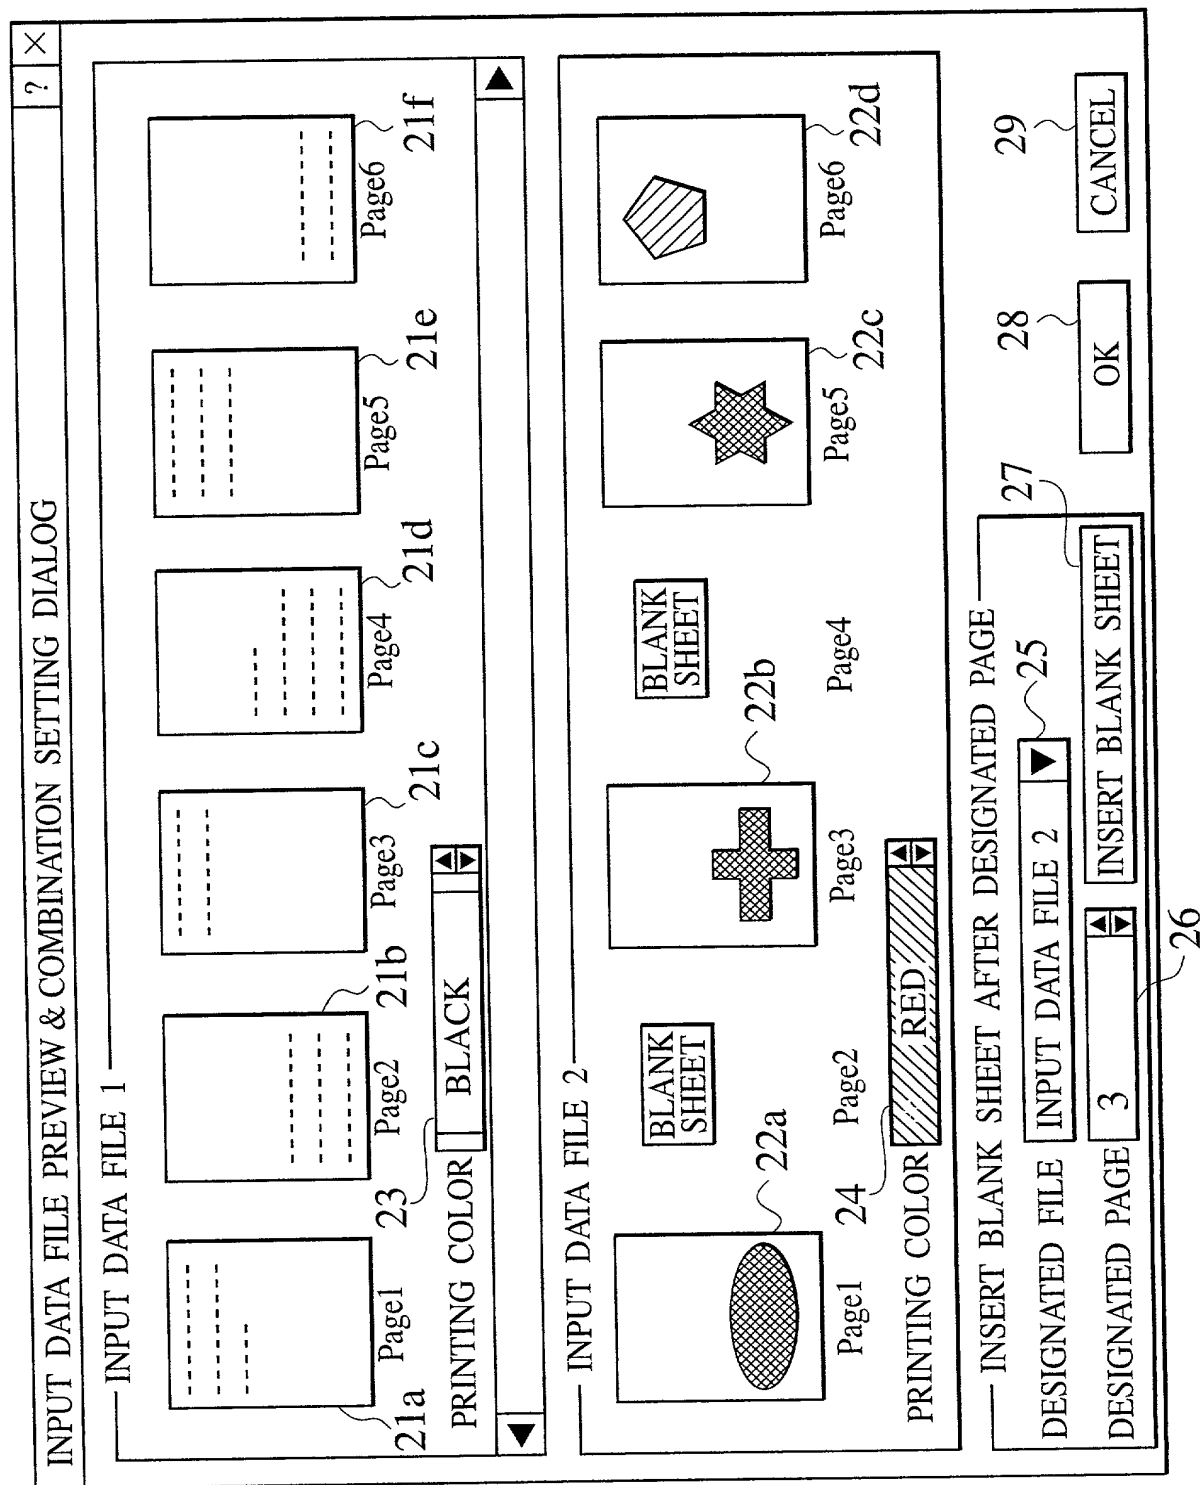 INPUT DATA FILE PREVIEW & COMBINATION SETTING DIALOG
? ×
INPUT DATA FILE 1
21a
21b
21c
21d
21e
21f
Page1
Page2
Page3
Page4
Page5
Page6
23
PRINTING COLOR
BLACK
INPUT DATA FILE 2
BLANK
SHEET
BLANK
SHEET
22a
22b
22c
22d
Page1
Page2
Page3
Page4
Page5
Page6
24
PRINTING COLOR
RED
INSERT BLANK SHEET AFTER DESIGNATED PAGE
DESIGNATED FILE
INPUT DATA FILE 2
25
DESIGNATED PAGE
3
26
INSERT BLANK SHEET
27
OK
28
CANCEL
29